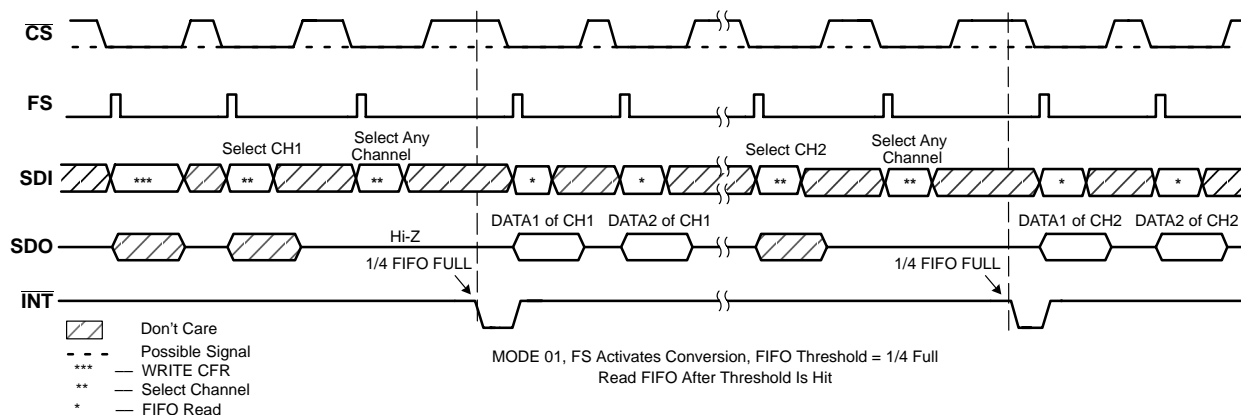 CS
FS
Select CH1
Select Any
Channel
Select CH2
Select Any
Channel
SDI
***
**
**
*
*
**
**
*
*
DATA1 of CH1
DATA2 of CH1
DATA1 of CH2
DATA2 of CH2
SDO
Hi-Z
1/4 FIFO FULL
1/4 FIFO FULL
INT
Don't Care
Possible Signal
*** — WRITE CFR
** — Select Channel
* — FIFO Read
MODE 01, FS Activates Conversion, FIFO Threshold = 1/4 Full
Read FIFO After Threshold Is Hit